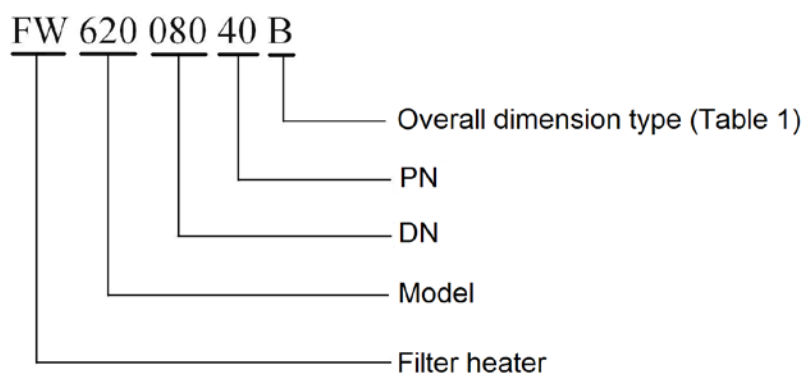 FW 620 080 40 B
Overall dimension type (Table 1)
PN
DN
Model
Filter heater